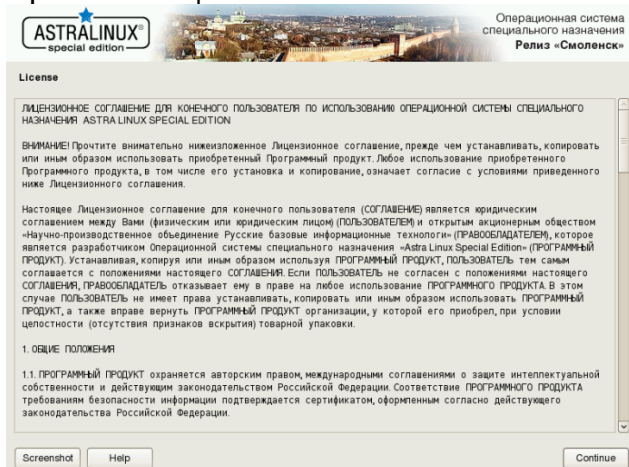 ASTRALINUX®
special edition
Операционная система
специального назначения
Релиз «Смоленск»
License
ЛИЦЕНЗИОННОЕ СОГЛАШЕНИЕ ДЛЯ КОНЕЧНОГО ПОЛЬЗОВАТЕЛЯ ПО ИСПОЛЬЗОВАНИЮ ОПЕРАЦИОННОЙ СИСТЕМЫ СПЕЦИАЛЬНОГО
НАЗНАЧЕНИЯ ASTRA LINUX SPECIAL EDITION
ВНИМАНИЕ! Прочтите внимательно нижеизложенное Лицензионное соглашение, прежде чем устанавливать, копировать
или иным образом использовать приобретенный Программный продукт. Любое использование приобретенного
Программного продукта, в том числе его установка и копирование, означает согласие с условиями приведенного
ниже Лицензионного соглашения.
Настоящее Лицензионное соглашение для конечного пользователя (СОГЛАШЕНИЕ) является юридическим
соглашением между Вами (физическим или юридическим лицом) (ПОЛЬЗОВАТЕЛЕМ) и открытым акционерным обществом
«Научно-производственное объединение Русские базовые информационные технологии» (ПРАВООБЛАДАТЕЛЕМ), которое
является разработчиком Операционной системы специального назначения «Astra Linux Special Edition» (ПРОГРАММНЫЙ
ПРОДУКТ). Устанавливая, копируя или иным образом используя ПРОГРАММНЫЙ ПРОДУКТ, ПОЛЬЗОВАТЕЛЬ тем самым
соглашается с положениями настоящего СОГЛАШЕНИЯ. Если ПОЛЬЗОВАТЕЛЬ не согласен с положениями настоящего
СОГЛАШЕНИЯ, ПРАВООБЛАДАТЕЛЬ отказывает ему в праве на любое использование ПРОГРАММНОГО ПРОДУКТА. В этом
случае ПОЛЬЗОВАТЕЛЬ не имеет права устанавливать, копировать или иным образом использовать ПРОГРАММНЫЙ
ПРОДУКТ, а также вправе вернуть ПРОГРАММНЫЙ ПРОДУКТ организации, у которой его приобрел, при условии
целостности (отсутствия признаков вскрытия) товарной упаковки.
1. ОБЩИЕ ПОЛОЖЕНИЯ
1.1. ПРОГРАММНЫЙ ПРОДУКТ охраняется авторским правом, международными соглашениями о защите интеллектуальной
собственности и действующим законодательством Российской Федерации. Соответствие ПРОГРАММНОГО ПРОДУКТА
требованиям безопасности информации подтверждается сертификатом, оформленным согласно действующего
законодательства Российской Федерации.
Screenshot Help Continue